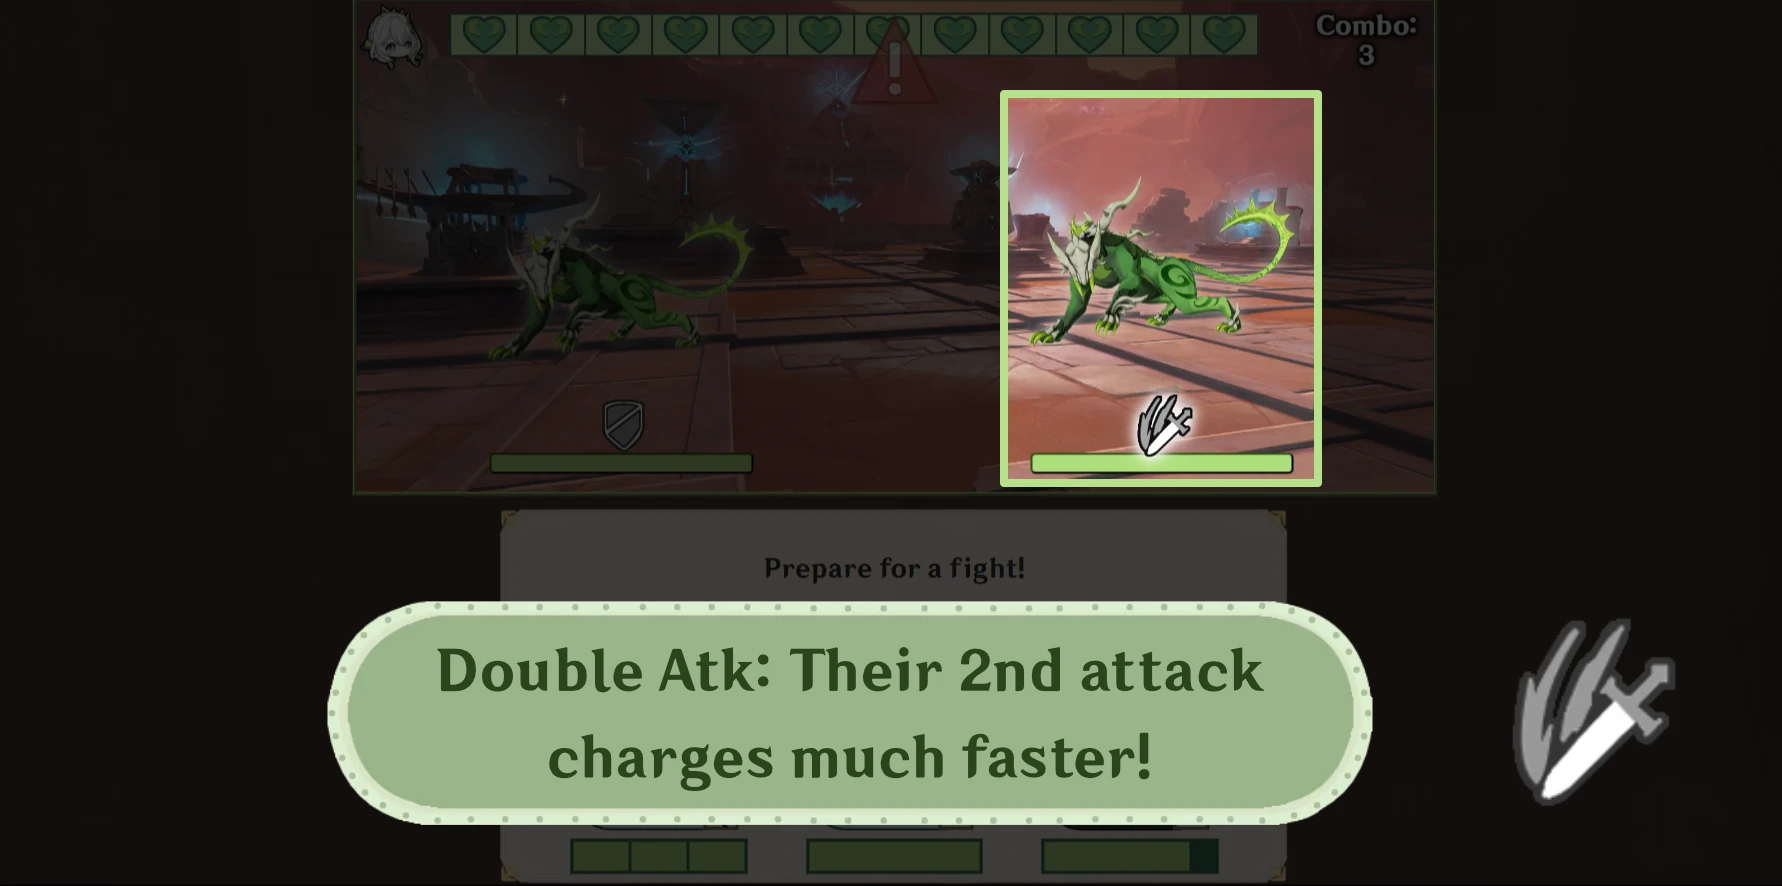 Combo:
3
Prepare for a fight!
Double Atk: Their 2nd attack
charges much faster!